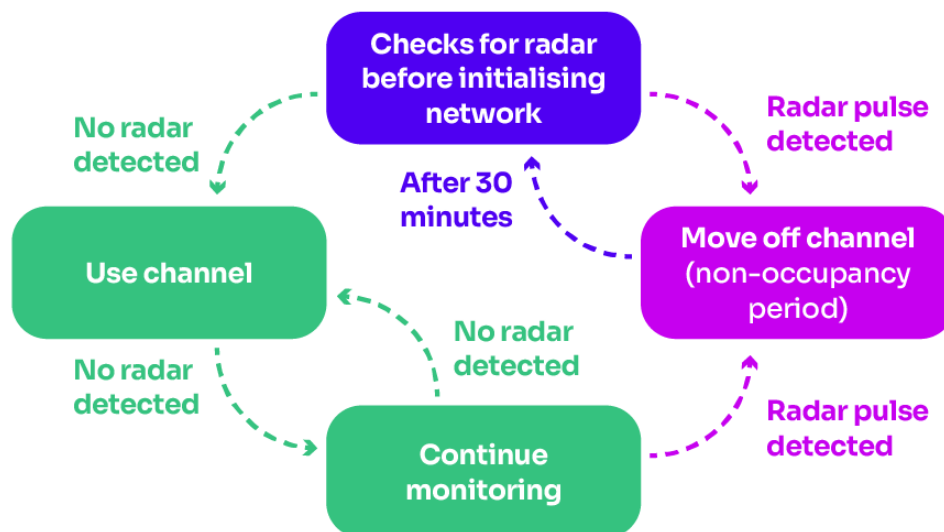 Checks for radar
before initialising
network
No radar
detected
Radar pulse
detected
After 30
minutes
Use channel
Move off channel
(non-occupancy
period)
No radar
detected
No radar
detected
Radar pulse
detected
Continue
monitoring